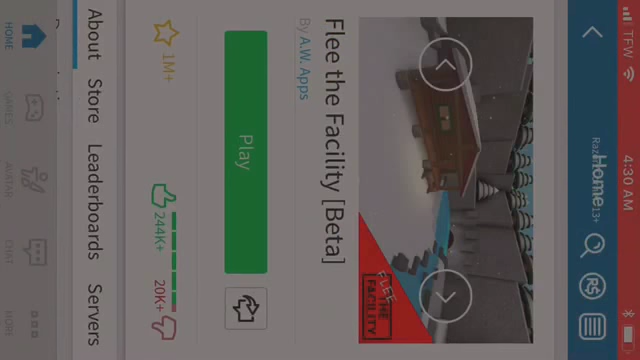 TFW 4:30 AM
Home
13+
R$
FLEE
THE
FACILITY
Flee the Facility [Beta]
By A.W. Apps
Play
1M+ 244K+ 20K+
About Store Leaderboards Servers
HOME GAMES AVATAR CHAT MORE